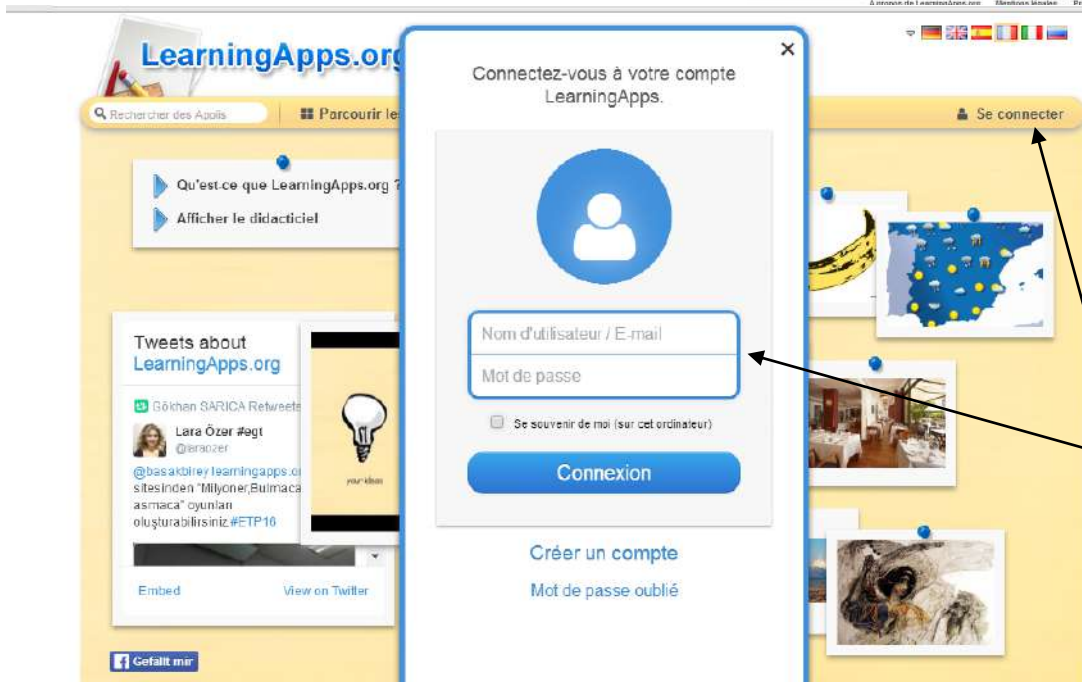 A propos de LearningApps.org Mentions légales
LearningApps.org
Rechercher des Applis
Parcourir les
Se connecter
Qu'est-ce que LearningApps.org ?
Afficher le didacticiel
Tweets about
LearningApps.org
Gökhan SARICA Retweets
Lara Özer #egt
@laraozer
@basakbirey learningapps.o
sitesinden "Milyoner,Bulmaca
asmaca" oyunları
oluşturabilirsiniz #ETP16
Embed
View on Twitter
Gefällt mir
your ideas
×
Connectez-vous à votre compte
LearningApps.
Nom d'utilisateur / E-mail
Mot de passe
Se souvenir de moi (sur cet ordinateur)
Connexion
Créer un compte
Mot de passe oublié